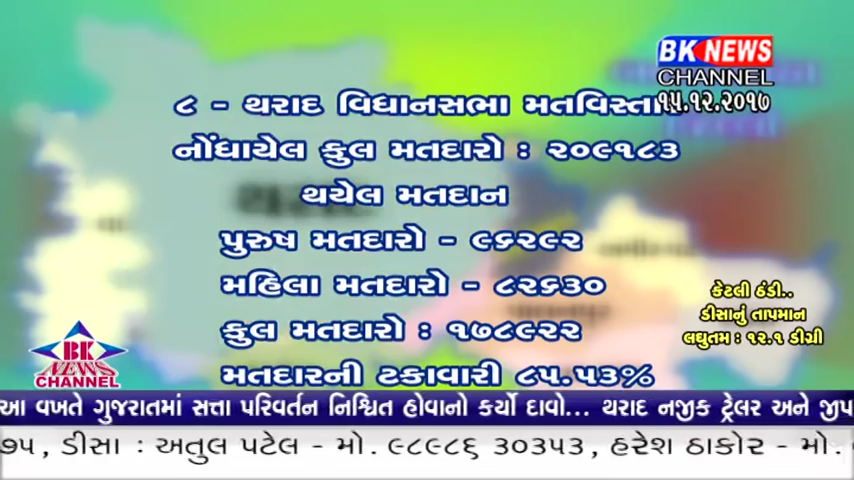 BK NEWS
CHANNEL
૧૫.૧૨.૨૦૧૭
૮ - થરાદ વિધાનસભા
નોંધાયેલ કુલ મતદારો : ૨૦૯૧૮૩
થયેલ મતદાન
પુરુષ મતદારો - ૯૬૨૯૨
મહિલા મતદારો - ૮૨૬૩૦
કુલ મતદારો : ૧૭૮૯૨૨
મતદારની ટકાવારી ૮૫.૫૩%
કેટલી ઠંડી..
ડીસાનું તાપમાન
લઘુતમ : ૧૨.૧ ડીગ્રી
BK
NEWS
CHANNEL
આ વખતે ગુજરાતમાં સત્તા પરિવર્તન નિશ્ચિત હોવાનો કર્યો દાવો... થરાદ નજીક ટ્રેલર અને જીપ
૭૫, ડીસા : અતુલ પટેલ - મો. ૯૮૯૮૬ ૩૦૩૫૩, હરેશ ઠાકોર - મો.